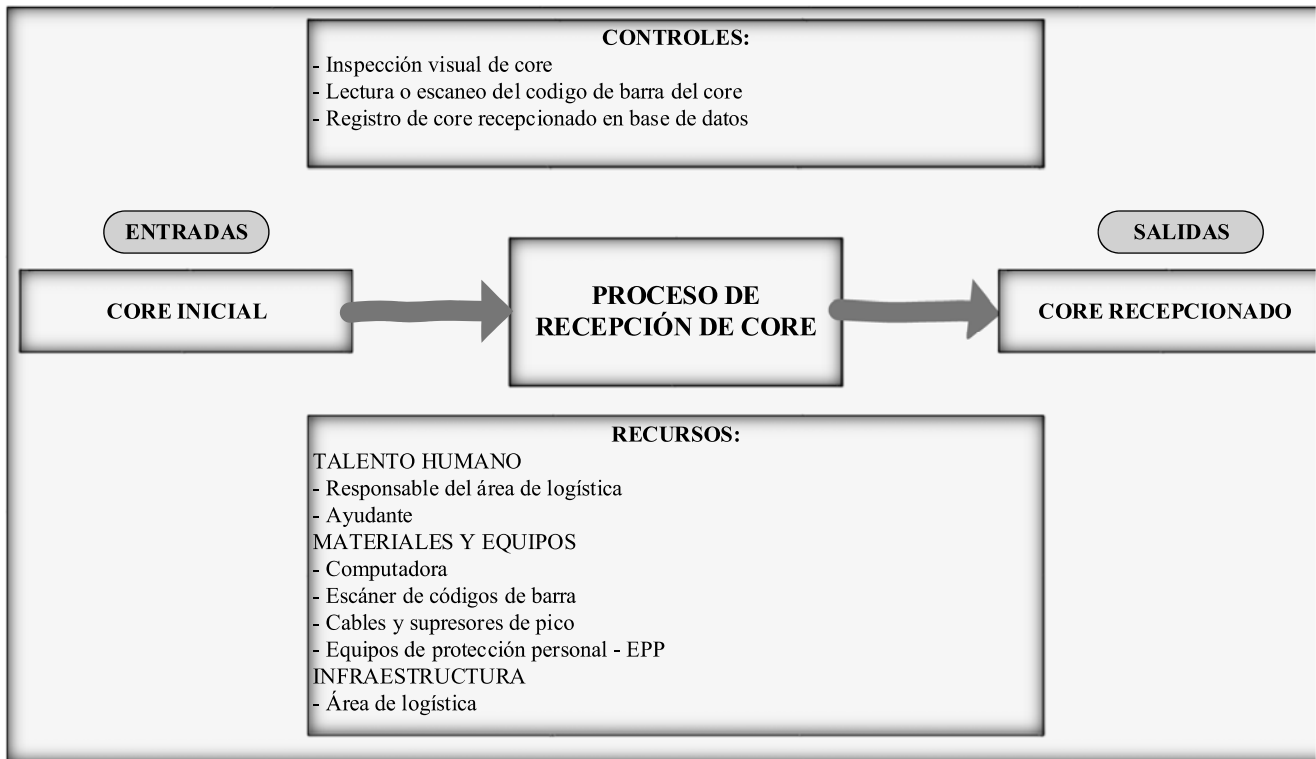 CONTROLES:
- Inspección visual de core
- Lectura o escaneo del codigo de barra del core
- Registro de core recepcionado en base de datos
ENTRADAS
SALIDAS
CORE INICIAL
PROCESO DE
RECEPCIÓN DE CORE
CORE RECEPCIONADO
RECURSOS:
TALENTO HUMANO
- Responsable del área de logística
- Ayudante
MATERIALES Y EQUIPOS
- Computadora
- Escáner de códigos de barra
- Cables y supresores de pico
- Equipos de protección personal - EPP
INFRAESTRUCTURA
- Área de logística